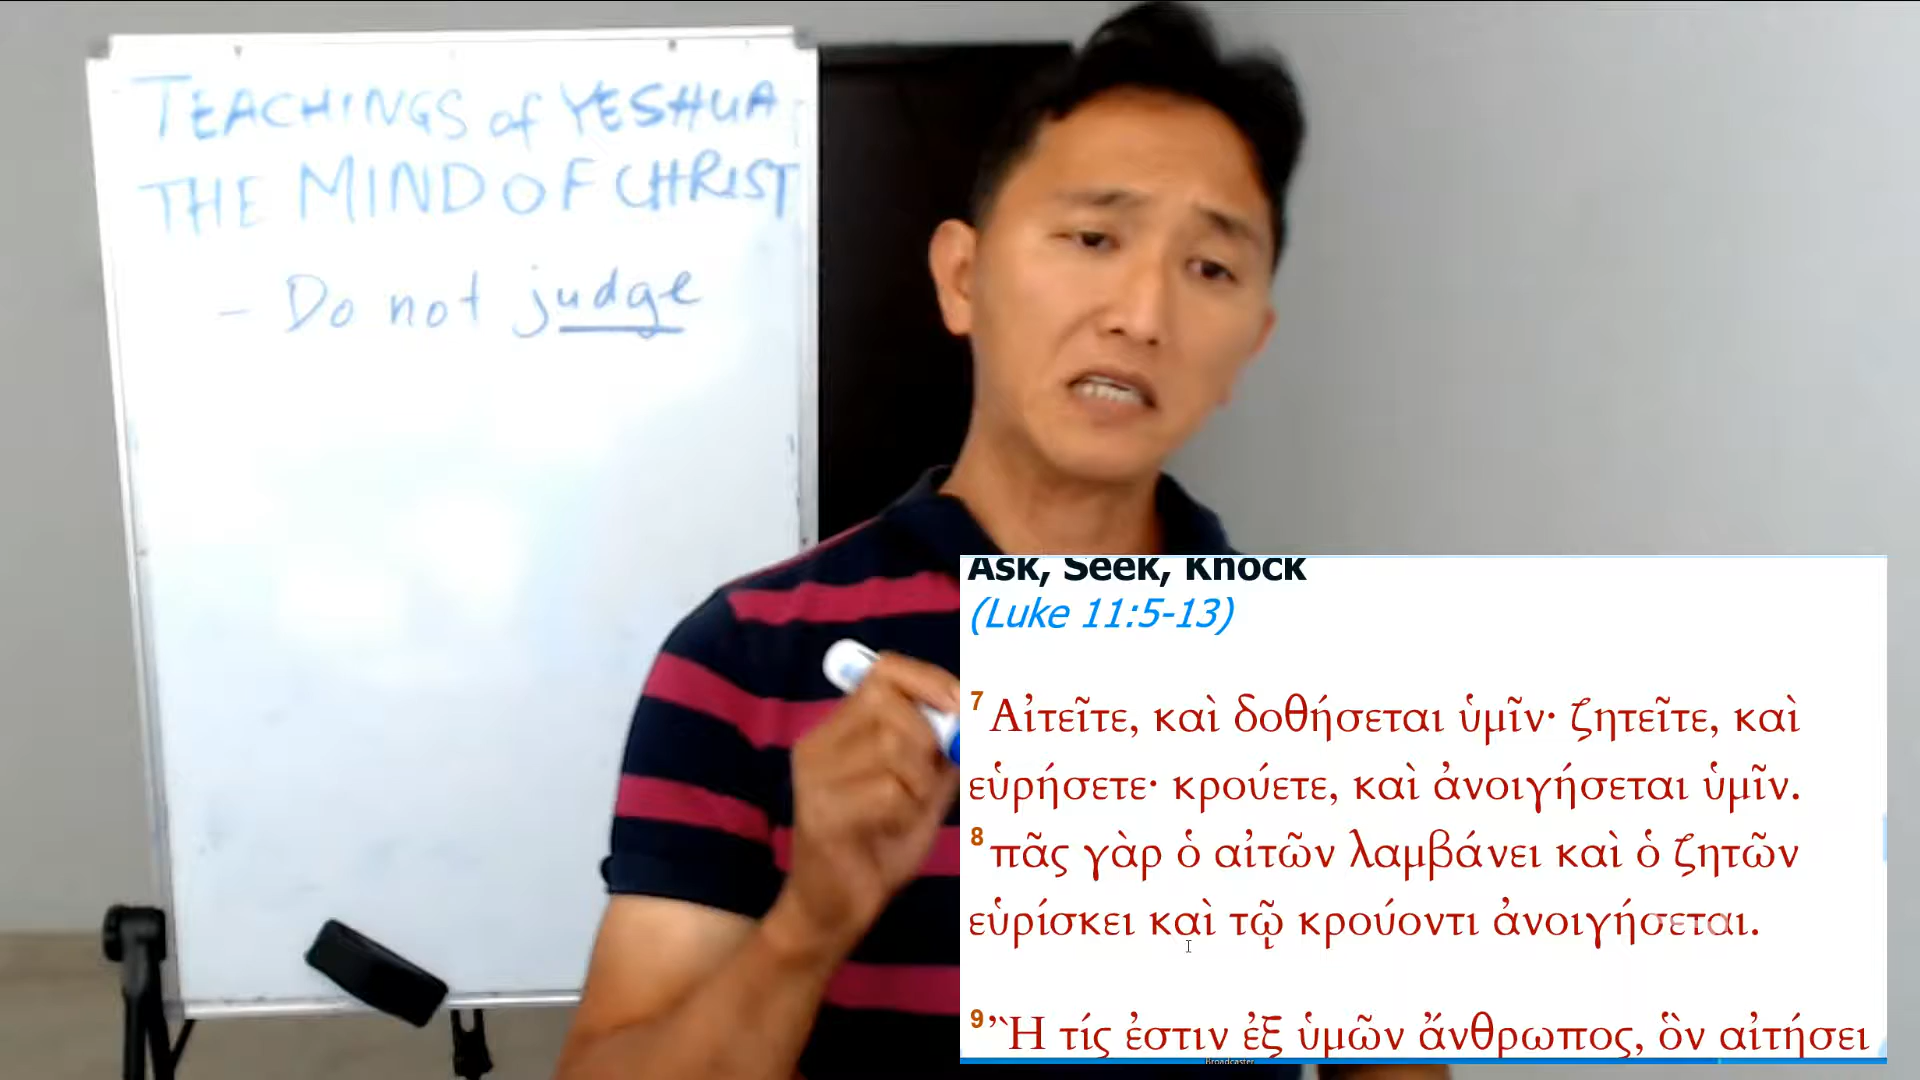 TEACHINGS of YESHUA
THE MIND OF CHRIST
- Do not judge
Ask, Seek, Knock
(Luke 11:5-13)
7 Αἰτεῖτε, καὶ δοθήσεται ὑμῖν· ζητεῖτε, καὶ
εὑρήσετε· κρούετε, καὶ ἀνοιγήσεται ὑμῖν.
8 πᾶς γὰρ ὁ αἰτῶν λαμβάνει καὶ ὁ ζητῶν
εὑρίσκει καὶ τῷ κρούοντι ἀνοιγήσεται.
9 Ἢ τίς ἐστιν ἐξ ὑμῶν ἄνθρωπος, ὃν αἰτήσει
Broadcaster